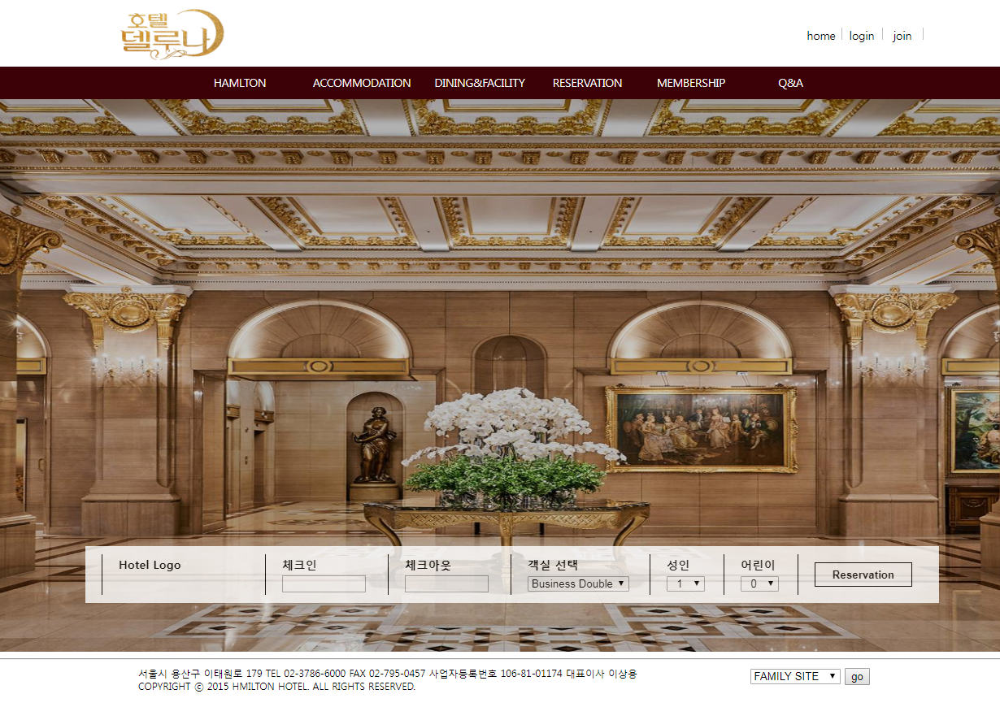 호텔
델루나
home login join
HAMLTON ACCOMMODATION DINING&FACILITY RESERVATION MEMBERSHIP Q&A
Hotel Logo 체크인 체크아웃 객실 선택 성인 어린이
Business Double 1 0 Reservation
서울시 용산구 이태원로 179 TEL 02-3786-6000 FAX 02-795-0457 사업자등록번호 106-81-01174 대표이사 이상용
COPYRIGHT ⓒ 2015 HMILTON HOTEL. ALL RIGHTS RESERVED.
FAMILY SITE go